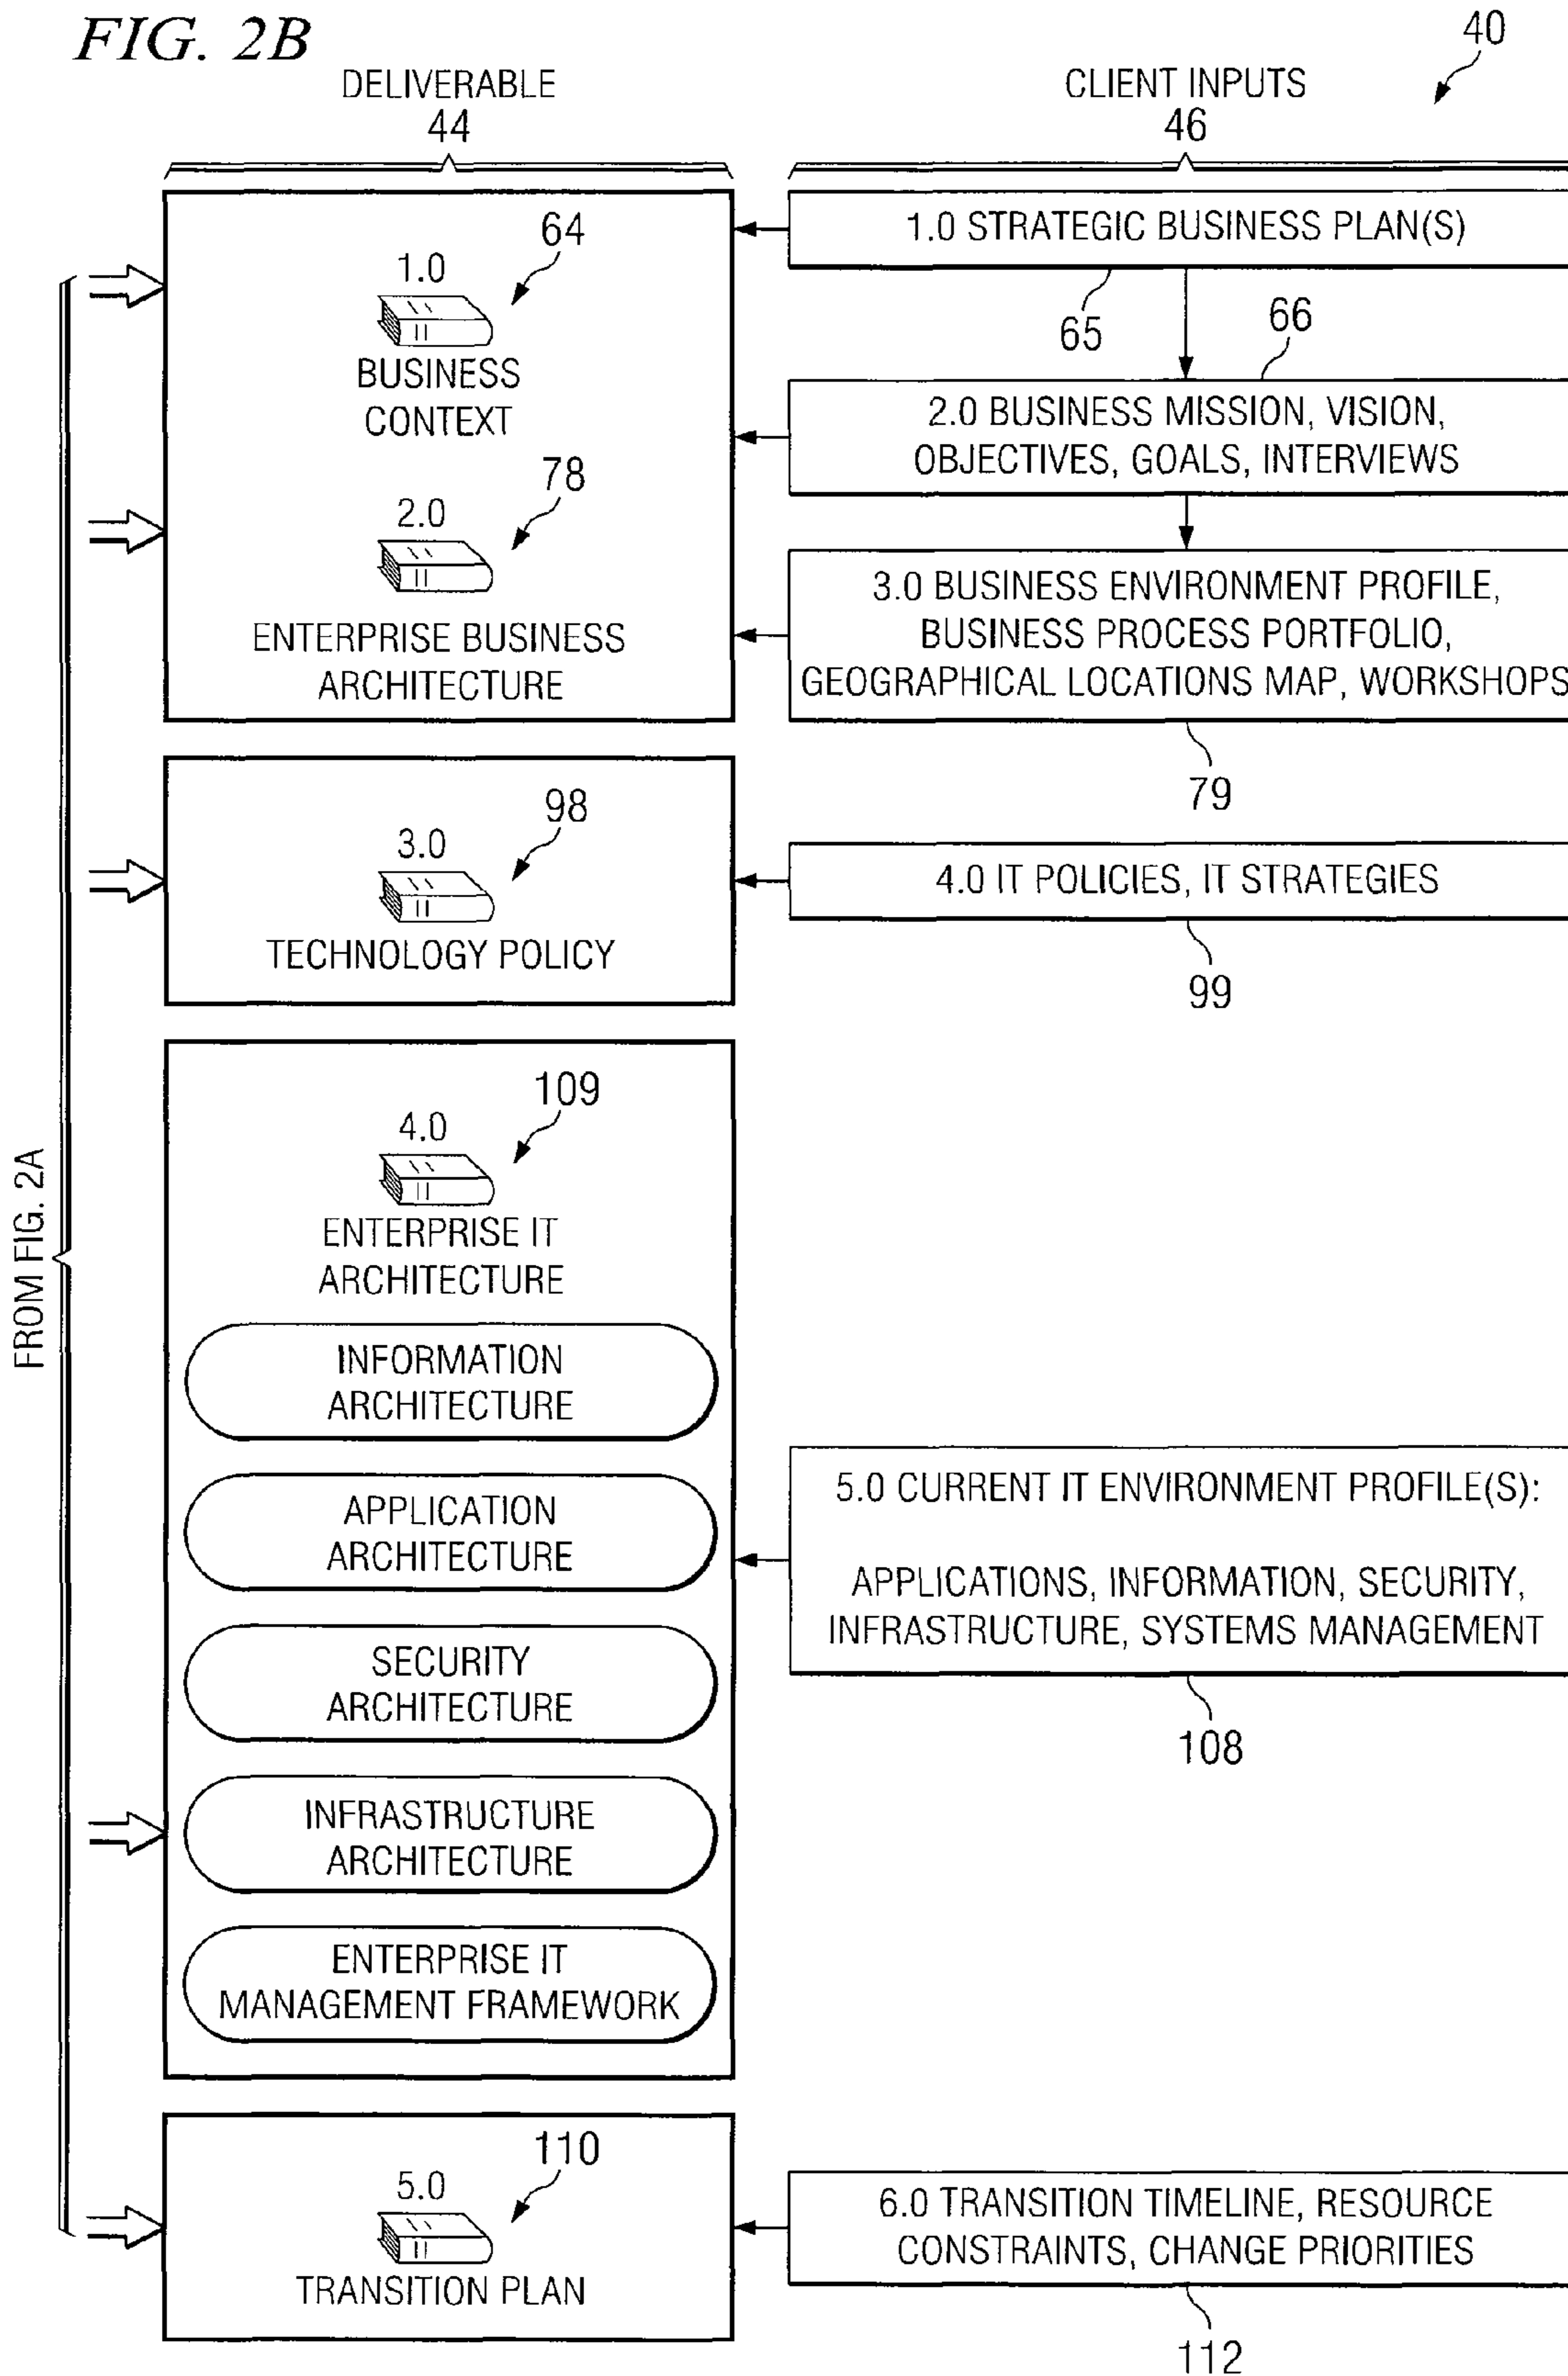 FIG. 2B
40
DELIVERABLE
44
CLIENT INPUTS
46
FROM FIG. 2A
64
1.0
BUSINESS
CONTEXT
78
2.0
ENTERPRISE BUSINESS
ARCHITECTURE
1.0 STRATEGIC BUSINESS PLAN(S)
65
66
2.0 BUSINESS MISSION, VISION,
OBJECTIVES, GOALS, INTERVIEWS
3.0 BUSINESS ENVIRONMENT PROFILE,
BUSINESS PROCESS PORTFOLIO,
GEOGRAPHICAL LOCATIONS MAP, WORKSHOPS
79
98
3.0
TECHNOLOGY POLICY
4.0 IT POLICIES, IT STRATEGIES
99
109
4.0
ENTERPRISE IT
ARCHITECTURE
INFORMATION
ARCHITECTURE
APPLICATION
ARCHITECTURE
SECURITY
ARCHITECTURE
INFRASTRUCTURE
ARCHITECTURE
ENTERPRISE IT
MANAGEMENT FRAMEWORK
5.0 CURRENT IT ENVIRONMENT PROFILE(S):
APPLICATIONS, INFORMATION, SECURITY,
INFRASTRUCTURE, SYSTEMS MANAGEMENT
108
110
5.0
TRANSITION PLAN
6.0 TRANSITION TIMELINE, RESOURCE
CONSTRAINTS, CHANGE PRIORITIES
112